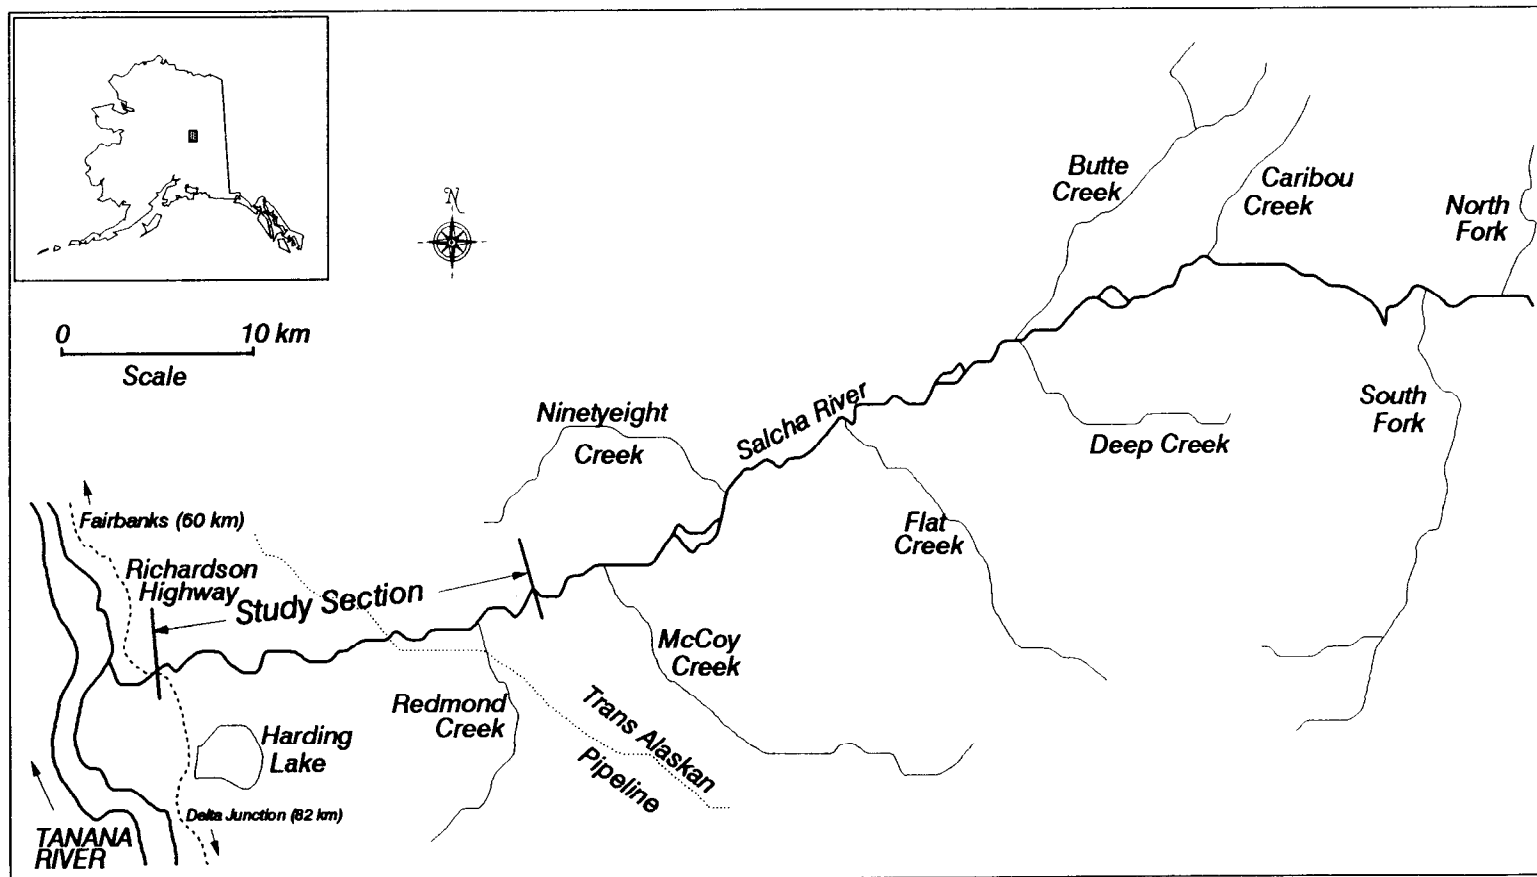 N
Butte
Creek
Caribou
Creek
North
Fork
0 10 km
Scale
South
Fork
Salcha River
Ninetyeight
Creek
Deep Creek
Flat
Creek
Fairbanks (60 km)
Richardson
Highway
Study Section
McCoy
Creek
Redmond
Creek
Trans Alaskan
Pipeline
Harding
Lake
Delta Junction (82 km)
TANANA
RIVER